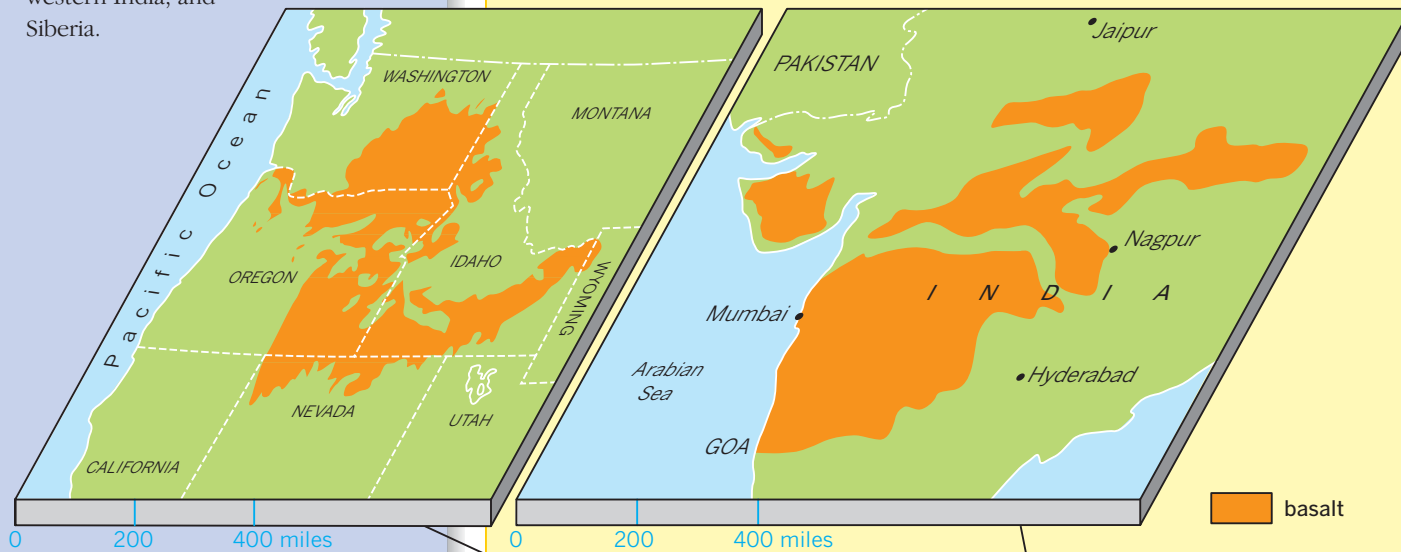 western India, and
Siberia.
WASHINGTON
MONTANA
Pacific Ocean
OREGON
IDAHO
WYOMING
NEVADA
UTAH
CALIFORNIA
0 200 400 miles
Jaipur
PAKISTAN
Nagpur
INDIA
Mumbai
Arabian
Sea
Hyderabad
GOA
0 200 400 miles
basalt